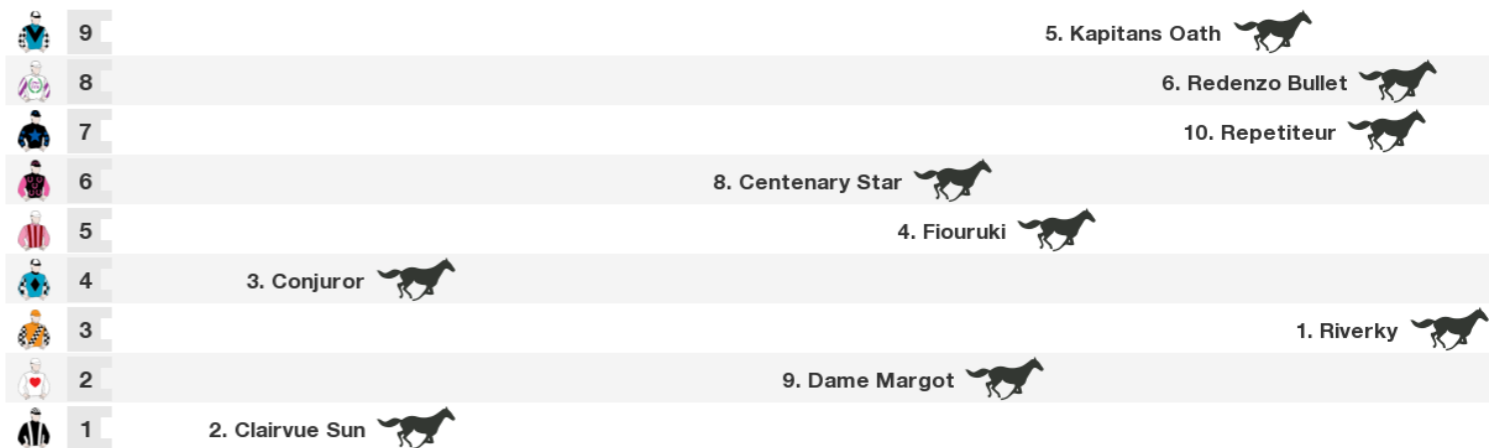 9 5. Kapitans Oath
8 6. Redenzo Bullet
7 10. Repetiteur
6 8. Centenary Star
5 4. Fiouruki
4 3. Conjuror
3 1. Riverky
2 9. Dame Margot
1 2. Clairvue Sun